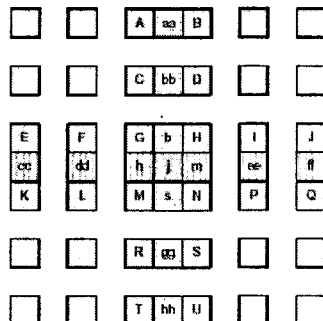 A aa B
C bb D
E F G b H I J
cc dd h j m ee ff
K L M s N P Q
R gg S
T hh U